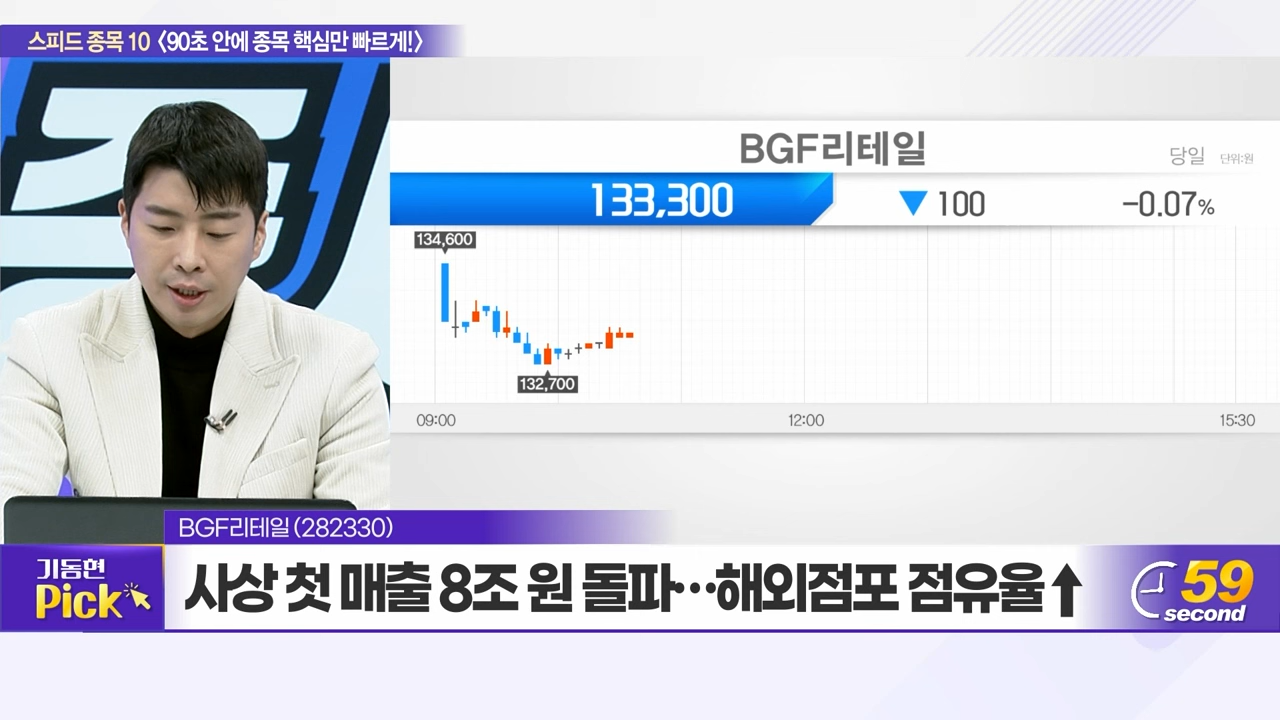 스피드 종목 10 <90초 안에 종목 핵심만 빠르게!>
BGF리테일
당일 단위:원
133,300 ▼ 100 -0.07%
134,600
132,700
09:00 12:00 15:30
BGF리테일 (282330)
기동현
Pick
사상 첫 매출 8조 원 돌파…해외점포 점유율↑
59
second